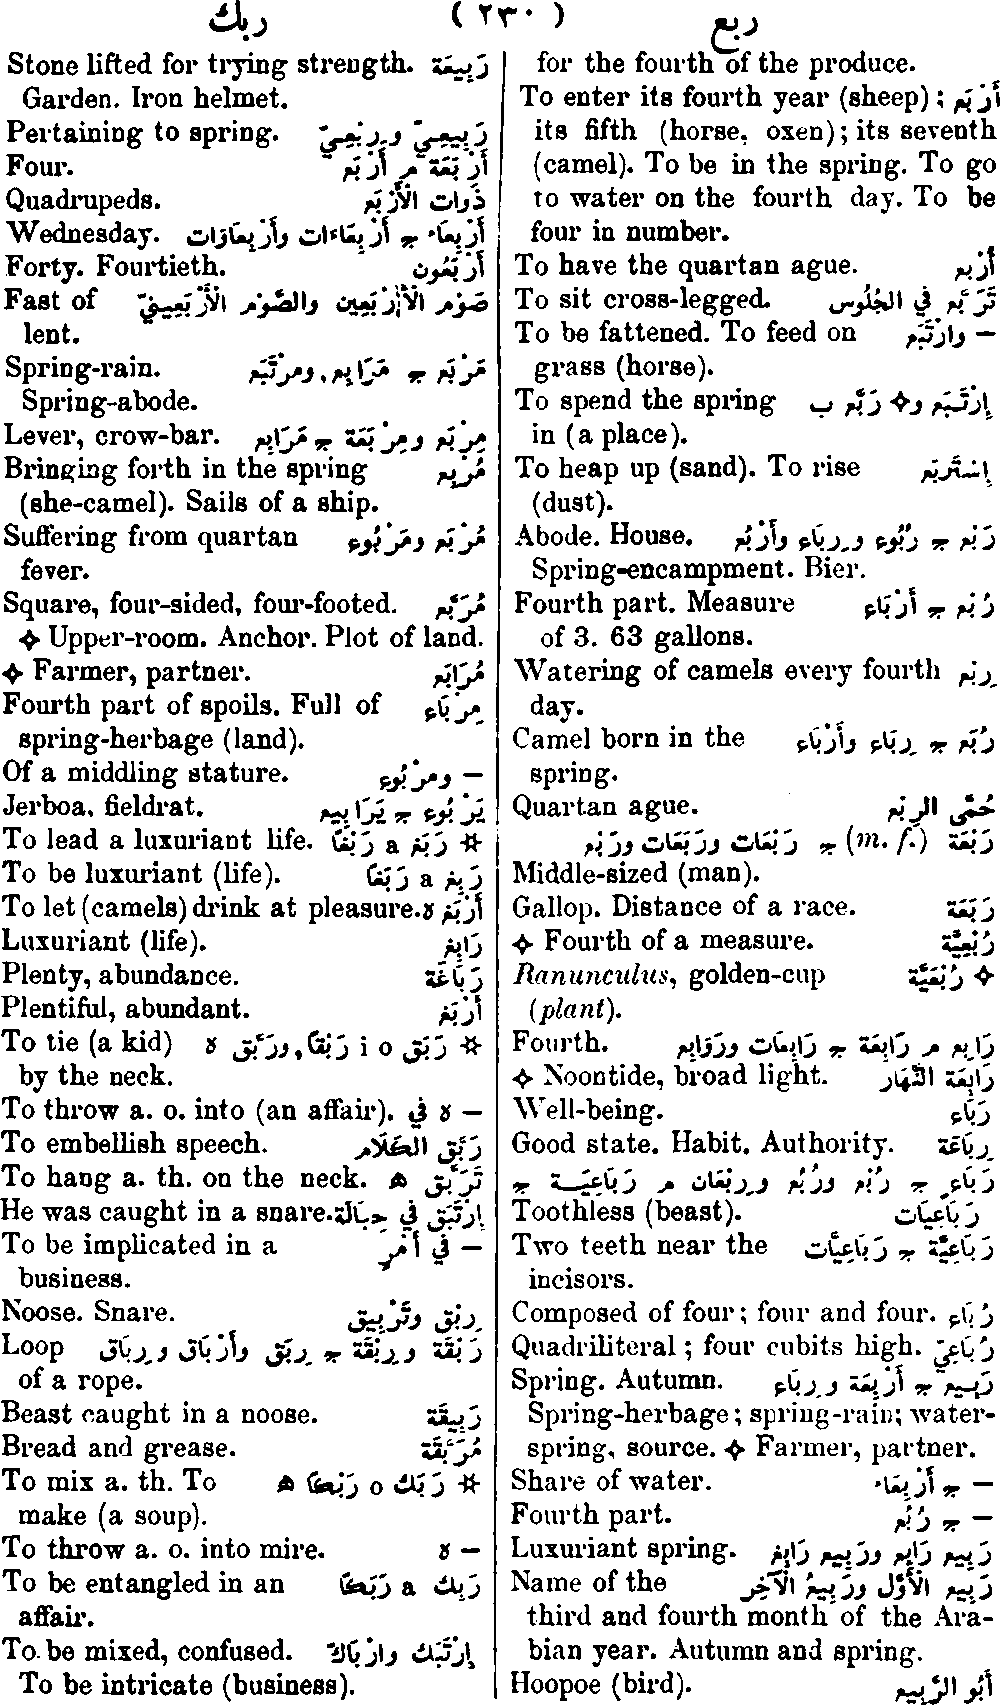 ربع ( ٢٣٠ ) ربك
for the fourth of the produce.
To enter its fourth year (sheep) ; أَرْبَع
its fifth (horse, oxen) ; its seventh
(camel). To be in the spring. To go
to water on the fourth day. To be
four in number.
To have the quartan ague. أُرْبِع
To sit cross-legged. تَرَبَّع في الجُلُوس
To be fattened. To feed on — وارْتَبَع
grass (horse).
To spend the spring إِرْتَبَع و✧ رَبَّع ب
in (a place).
To heap up (sand). To rise إِسْتَرْبَع
(dust).
Abode. House. رَبْع ج رُبُوع ورِبَاع وأَرْبُع
Spring-encampment. Bier.
Fourth part. Measure رُبْع ج أَرْبَاع
of 3. 63 gallons.
Watering of camels every fourth رِبْع
day.
Camel born in the رُبَع ج رِبَاع وأَرْبَاع
spring.
Quartan ague. حُمَّى الرِبْع
رَبْعَة (m. f.) ج رَبْعَات ورَبَعَات ورَبْع
Middle-sized (man).
Gallop. Distance of a race. رَبَعَة
✧ Fourth of a measure. رُبْعِيَّة
Ranunculus, golden-cup ✧ رُبْعَيَّة
(plant).
Fourth. رَابِع م رَابِعَة ج رَابِعَات ورَوَابِع
✧ Noontide, broad light. رَابِعَة النَّهَار
Well-being. رَبَاع
Good state. Habit. Authority. رِبَاعَة
رَبَاعٍ ج رُبْع ورُبُع ورِبْعَان م رَبَاعِيَة ج
Toothless (beast). رَبَاعِيَات
Two teeth near the رَبَاعِيَّة ج رَبَاعِيَّات
incisors.
Composed of four ; four and four. رُبَاع
Quadriliteral ; four cubits high. رُبَاعِيّ
Spring. Autumn. رَبِيع ج أَرْبِعَة ورِبَاع
Spring-herbage ; spring-rain; water-
spring, source. ✧ Farmer, partner.
Share of water. — ج أَرْبِعَاء
Fourth part. — ج رُبُع
Luxuriant spring. رَبِيع رَابِع ورَبِيع رَابِغ
Name of the رَبِيع الأَوَّل ورَبِيعُ الآخِر
third and fourth month of the Ara-
bian year. Autumn and spring.
Hoopoe (bird). أَبُو الرَّبِيع
Stone lifted for trying strength. رَبِيعَة
Garden. Iron helmet.
Pertaining to spring. رَبِيعِيّ ورِبْعِيّ
Four. أَرْبَعَة م أَرْبَع
Quadrupeds. ذَوات الأَرْبَع
Wednesday. أَرْبِعَاء ج أَرْبِعَاءات وأَرْبِعَاوَات
Forty. Fourtieth. أَرْبَعُون
Fast of صَوْم الأَرْبَعِين والصَّوْم الأَرْبَعِينِيّ
lent.
Spring-rain. مَرْبَع ج مَرَابِع, ومُرْتَبَع
Spring-abode.
Lever, crow-bar. مِرْبَع ومِرْبَعَة ج مَرَابِع
Bringing forth in the spring مُرْبِع
(she-camel). Sails of a ship.
Suffering from quartan مُرْبَع ومَرْبُوع
fever.
Square, four-sided, four-footed. مُرَبَّع
✧ Upper-room. Anchor. Plot of land.
✧ Farmer, partner. مُرَابِع
Fourth part of spoils. Full of مِرْبَاع
spring-herbage (land).
Of a middling stature. — ومَرْبُوع
Jerboa, fieldrat. يَرْبُوع ج يَرَابِيع
To lead a luxuriant life. ☆ رَبَغ a رَبْغًا
To be luxuriant (life). رَبِغ a رَبَغًا
To let (camels) drink at pleasure. أَرْبَغ ه
Luxuriant (life). رَابِغ
Plenty, abundance. رَبَاغَة
Plentiful, abundant. أَرْبَغ
To tie (a kid) ☆ رَبَق i o رَبْقًا, ورَبَّق ه
by the neck.
To throw a. o. into (an affair). — ه في
To embellish speech. رَبَّق الكَلَام
To hang a. th. on the neck. تَرَبَّق ه
He was caught in a snare. إِرْتَبَق في حِبَالَة
To be implicated in a — في أَمْرٍ
business.
Noose. Snare. رِبْق وتَرْبِيق
Loop رَبْقَة ورِبْقَة ج رِبَق وأَرْبَاق ورِبَاق
of a rope.
Beast caught in a noose. رَبِيقَة
Bread and grease. مُرَبَّقَة
To mix a. th. To ☆ رَبَك o رَبْكًا ه
make (a soup).
To throw a. o. into mire. — ه
To be entangled in an رَبِك a رَبَكًا
affair.
To be mixed, confused. إِرْتَبَك وارْبَاكَّ
To be intricate (business).